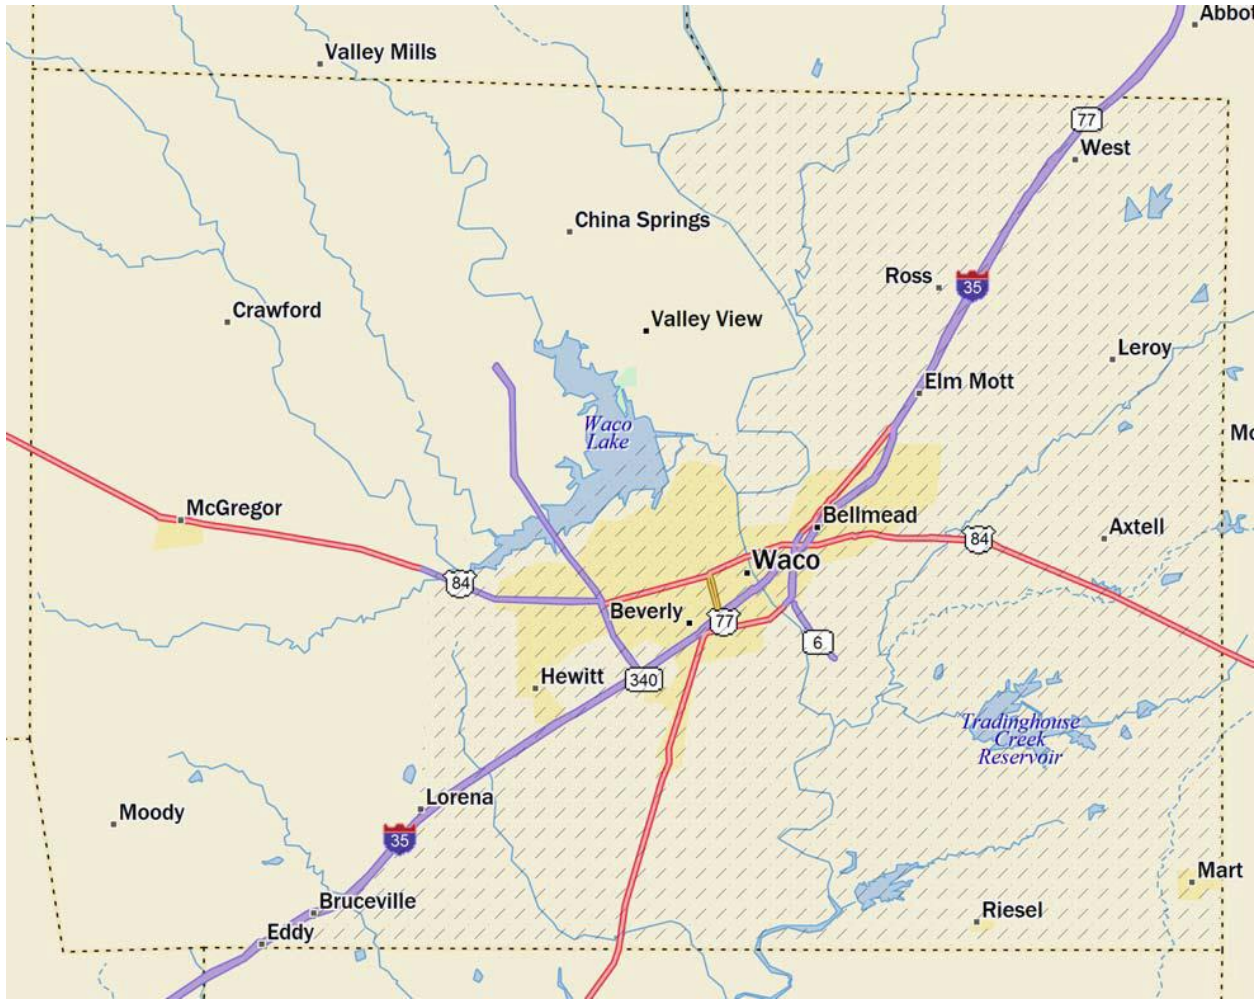 Abbot
Valley Mills
77
West
China Springs
Ross
35
Crawford
Valley View
Leroy
Elm Mott
Waco
Lake
Mc
McGregor
Bellmead
Axtell
84
84
Waco
Beverly
77
6
Hewitt
340
Tradinghouse
Creek
Reservoir
Lorena
Moody
35
Mart
Bruceville
Riesel
Eddy